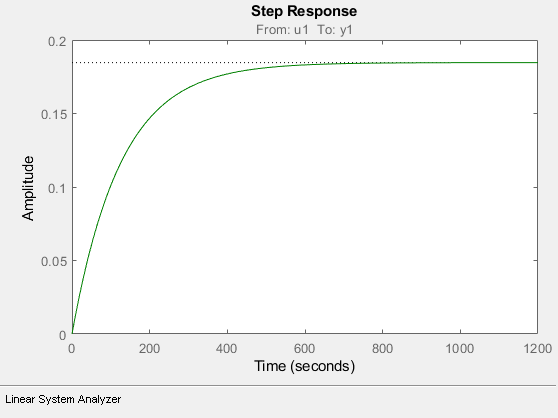 Step Response
From: u1 To: y1
0.2
0.15
0.1
0.05
0
Amplitude
0 200 400 600 800 1000 1200
Time (seconds)
Linear System Analyzer